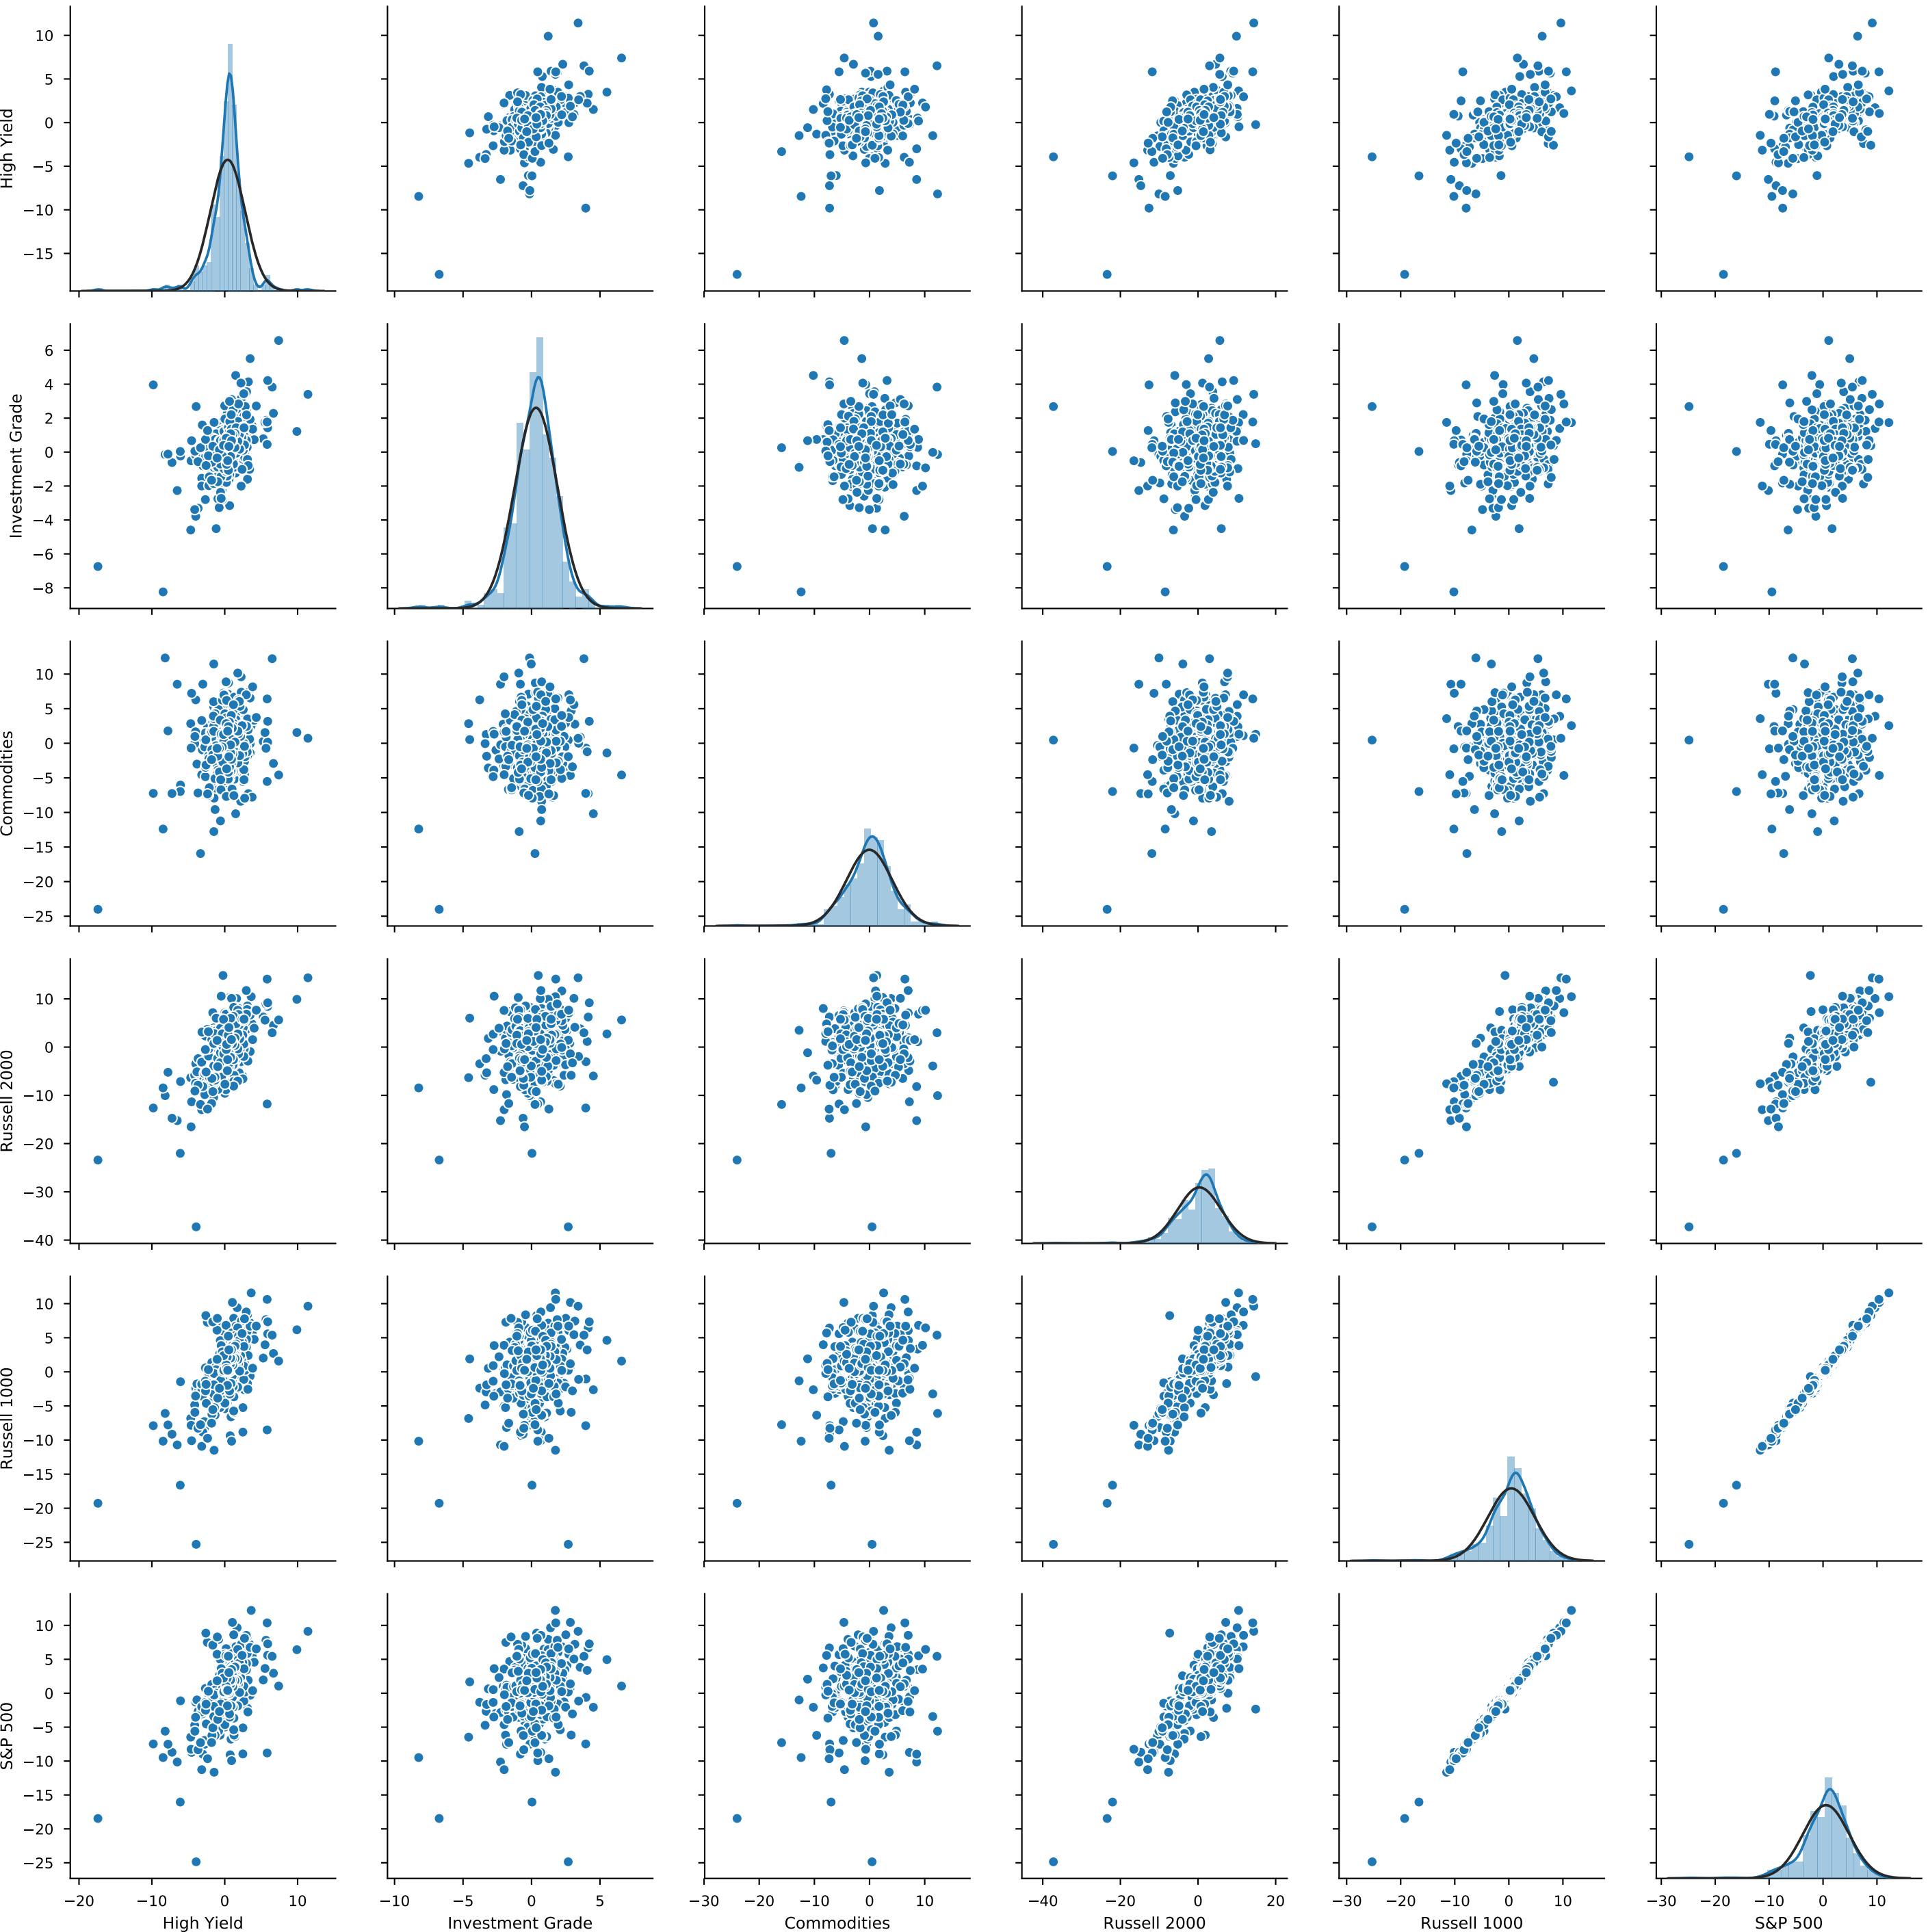 10
5
0
−5
−10
−15
High Yield
6
4
2
0
−2
−4
−6
−8
Investment Grade
10
5
0
−5
−10
−15
−20
−25
Commodities
10
0
−10
−20
−30
−40
Russell 2000
10
5
0
−5
−10
−15
−20
−25
Russell 1000
10
5
0
−5
−10
−15
−20
−25
S&P 500
−20 −10 0 10
High Yield
−10 −5 0 5
Investment Grade
−30 −20 −10 0 10
Commodities
−40 −20 0 20
Russell 2000
−30 −20 −10 0 10
Russell 1000
−30 −20 −10 0 10
S&P 500